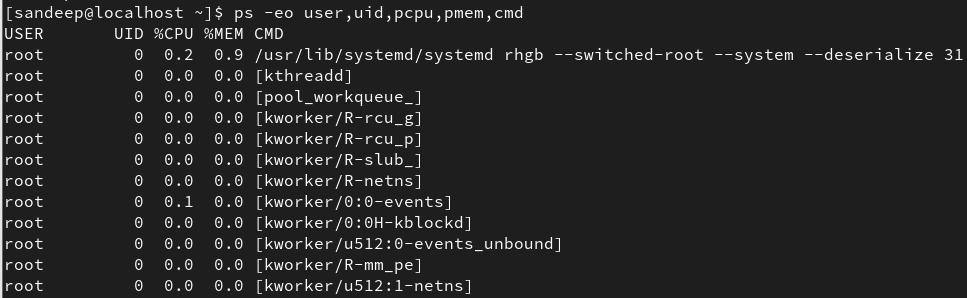 [sandeep@localhost ~]$ ps -eo user,uid,pcpu,pmem,cmd
USER       UID %CPU %MEM CMD
root         0  0.2  0.9 /usr/lib/systemd/systemd rhgb --switched-root --system --deserialize 31
root         0  0.0  0.0 [kthreadd]
root         0  0.0  0.0 [pool_workqueue_]
root         0  0.0  0.0 [kworker/R-rcu_g]
root         0  0.0  0.0 [kworker/R-rcu_p]
root         0  0.0  0.0 [kworker/R-slub_]
root         0  0.0  0.0 [kworker/R-netns]
root         0  0.1  0.0 [kworker/0:0-events]
root         0  0.0  0.0 [kworker/0:0H-kblockd]
root         0  0.0  0.0 [kworker/u512:0-events_unbound]
root         0  0.0  0.0 [kworker/R-mm_pe]
root         0  0.0  0.0 [kworker/u512:1-netns]